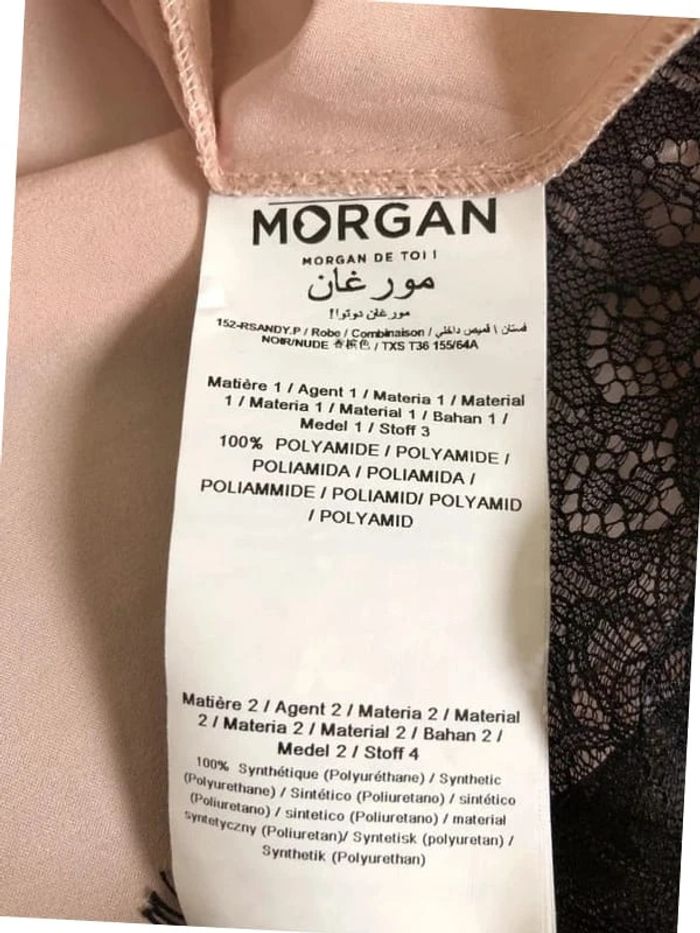 MORGAN
MORGAN DE TOI !
مورغان
مورغان دوتوا!
152-RSANDY.P / Robe / Combinaison / فستان \ قميص داخلي
NOIR/NUDE 杏槟色 / TXS T36 155/64A
Matière 1 / Agent 1 / Materia 1 / Material
1 / Materia 1 / Material 1 / Bahan 1 /
Medel 1 / Stoff 3
100% POLYAMIDE / POLYAMIDE /
POLIAMIDA / POLIAMIDA /
POLIAMMIDE / POLIAMID/ POLYAMID
/ POLYAMID
Matière 2 / Agent 2 / Materia 2 / Material
2 / Materia 2 / Material 2 / Bahan 2 /
Medel 2 / Stoff 4
100% Synthétique (Polyuréthane) / Synthetic
(Polyurethane) / Sintético (Poliuretano) / sintético
(Poliuretano) / sintetico (Poliuretano) / material
syntetyczny (Poliuretan)/ Syntetisk (polyuretan) /
Synthetik (Polyurethan)